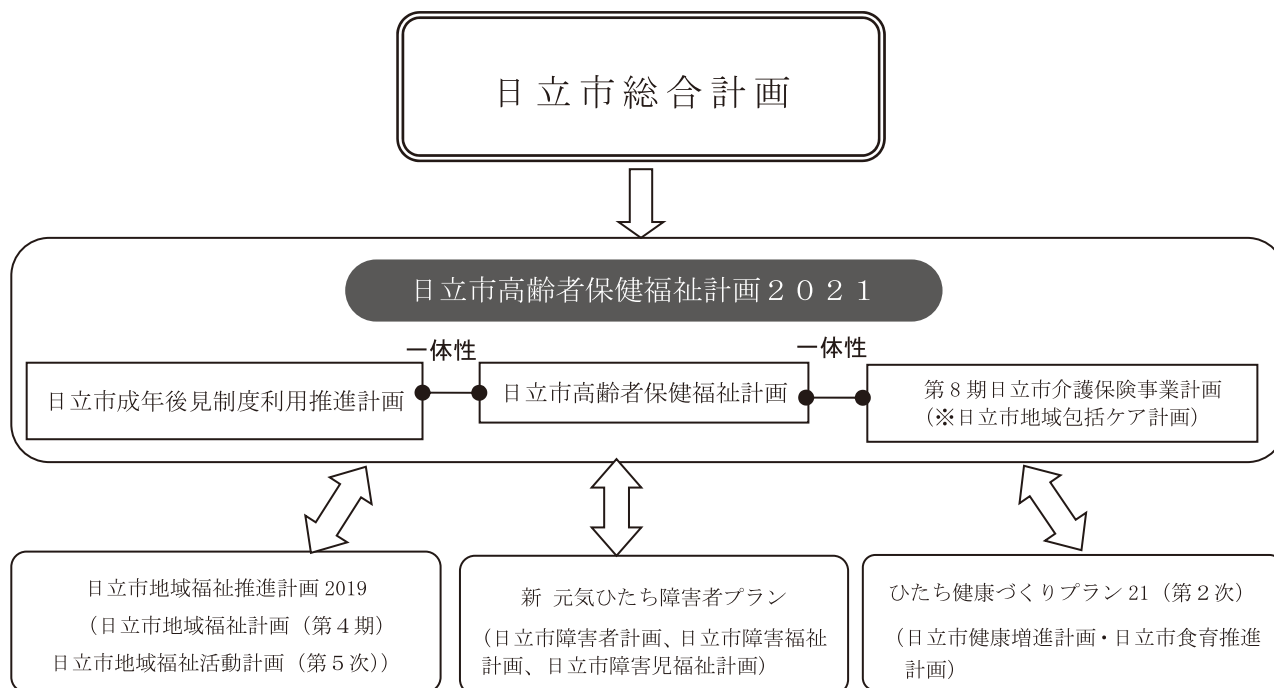 日立市総合計画
日立市高齢者保健福祉計画２０２１
一体性
一体性
日立市成年後見制度利用推進計画
日立市高齢者保健福祉計画
第８期日立市介護保険事業計画
（※日立市地域包括ケア計画）
日立市地域福祉推進計画 2019
（日立市地域福祉計画（第４期）
日立市地域福祉活動計画（第５次））
新 元気ひたち障害者プラン
（日立市障害者計画、日立市障害福祉
計画、日立市障害児福祉計画）
ひたち健康づくりプラン 21（第２次）
（日立市健康増進計画・日立市食育推進
計画）